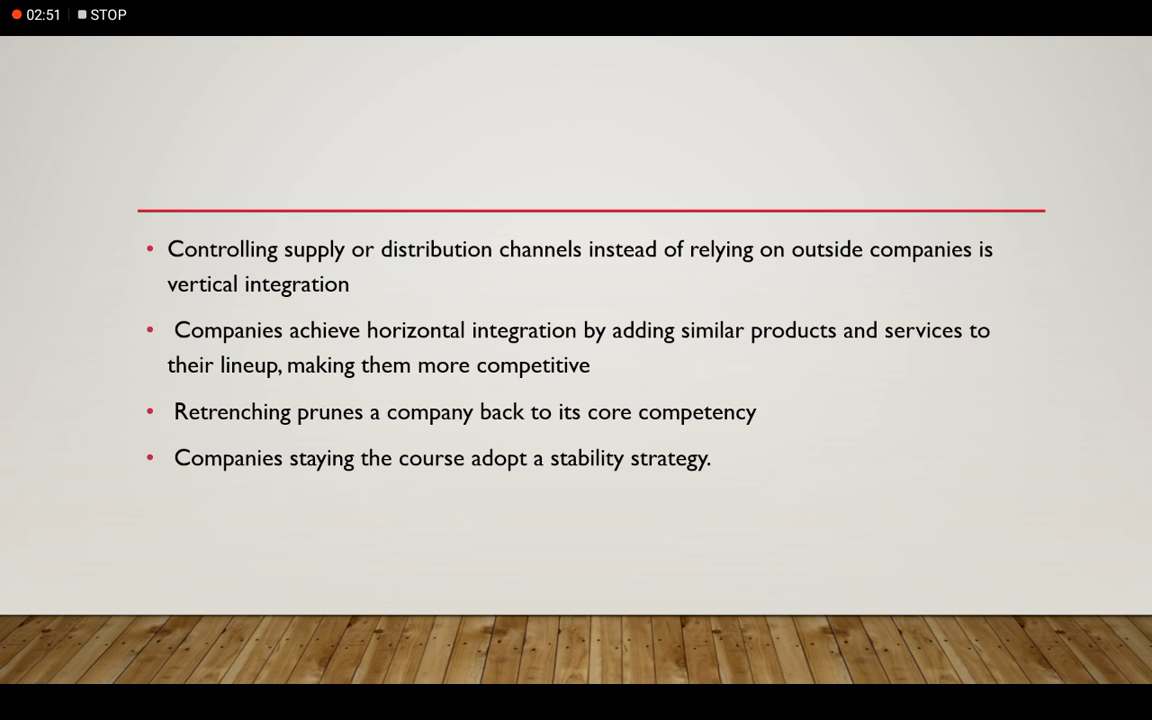 02:51 STOP
• Controlling supply or distribution channels instead of relying on outside companies is
vertical integration
• Companies achieve horizontal integration by adding similar products and services to
their lineup, making them more competitive
• Retrenching prunes a company back to its core competency
• Companies staying the course adopt a stability strategy.